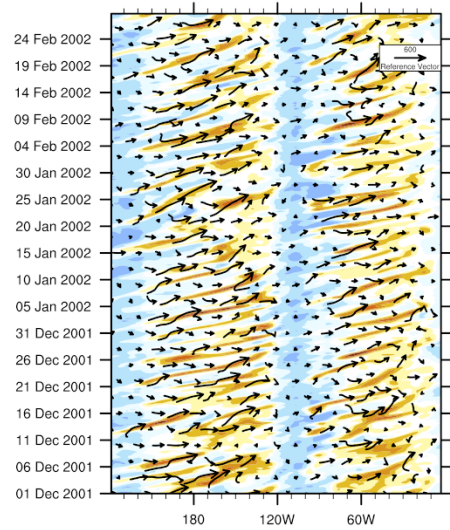 24 Feb 2002
19 Feb 2002
14 Feb 2002
09 Feb 2002
04 Feb 2002
30 Jan 2002
25 Jan 2002
20 Jan 2002
15 Jan 2002
10 Jan 2002
05 Jan 2002
31 Dec 2001
26 Dec 2001
21 Dec 2001
16 Dec 2001
11 Dec 2001
06 Dec 2001
01 Dec 2001
600
Reference Vector
180 120W 60W